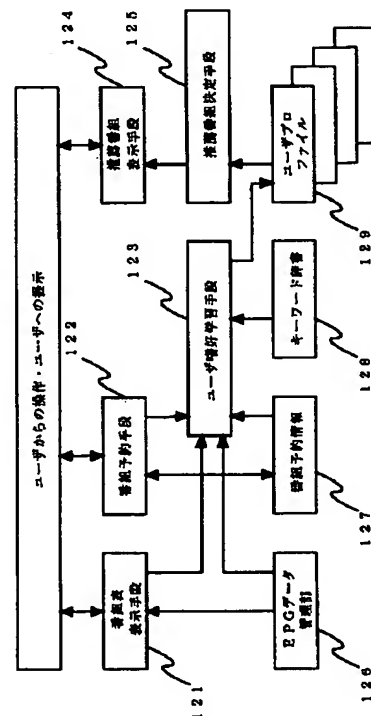 ユーザからの操作・ユーザへの表示
122
124
番組表
表示手段
番組予約手段
推薦番組
表示手段
121
123
125
ユーザ嗜好学習手段
推薦番組決定手段
EPGデータ
管理部
番組予約情報
キーワード辞書
ユーザプロ
ファイル
126
127
128
129